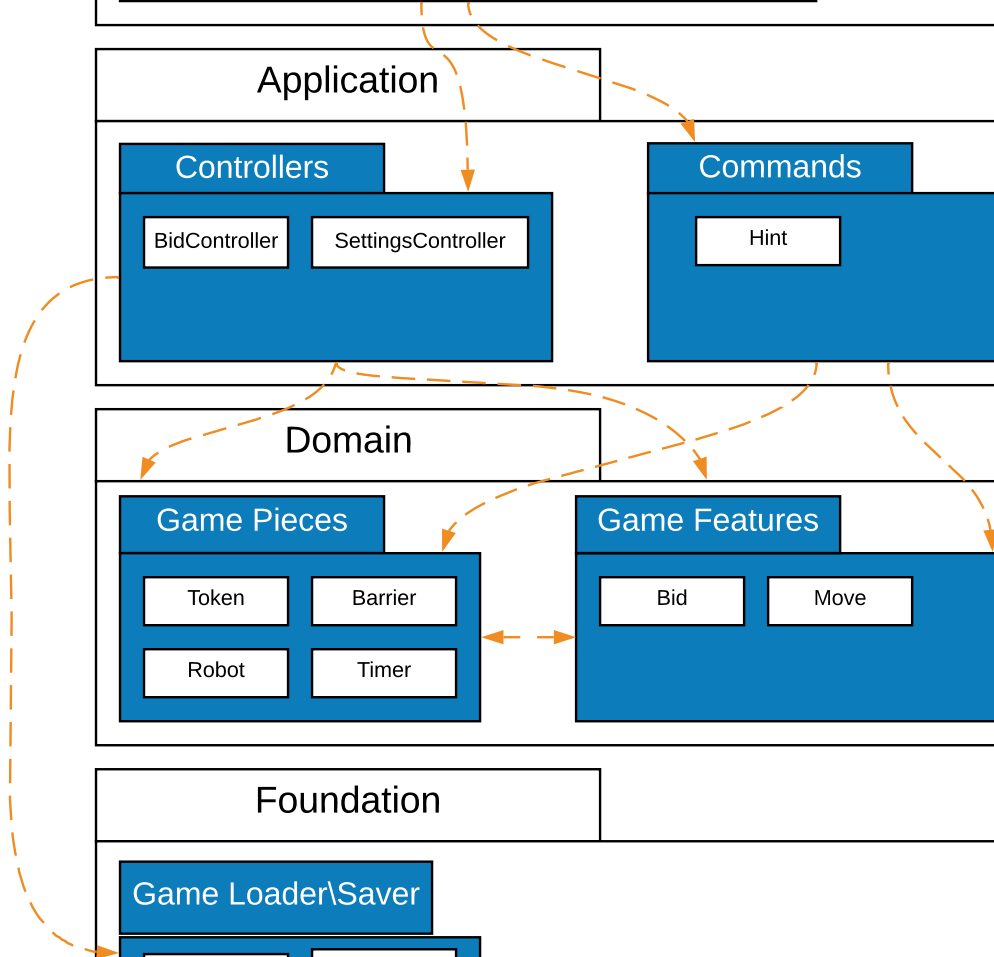 Application
Controllers
Commands
BidController
SettingsController
Hint
Domain
Game Pieces
Game Features
Token
Barrier
Bid
Move
Robot
Timer
Foundation
Game Loader\Saver